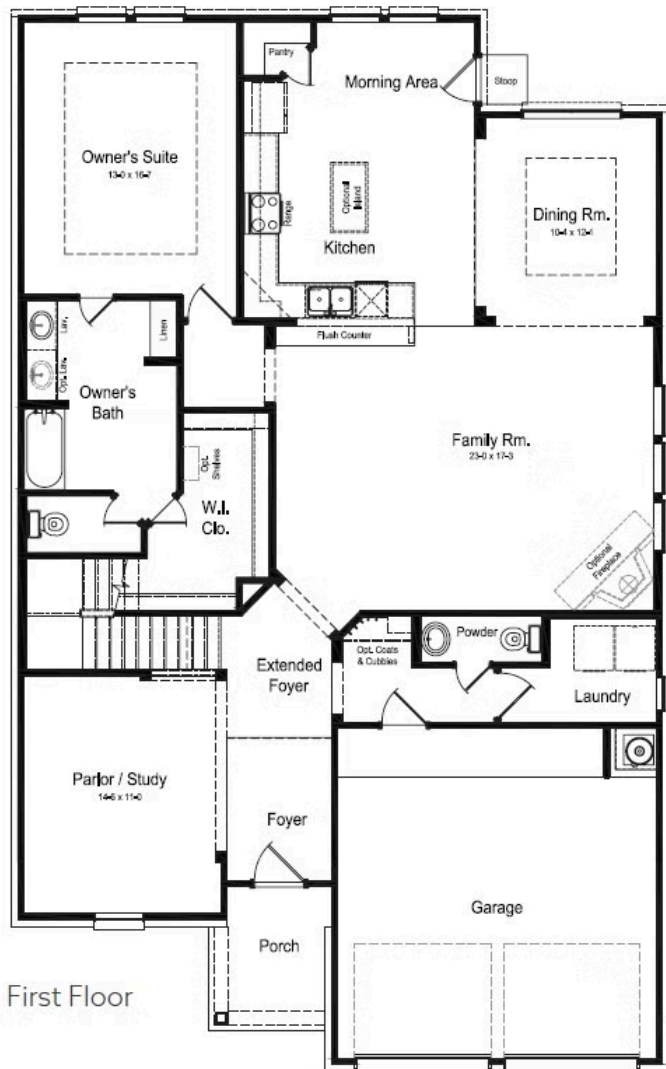 Pantry
Morning Area
Stoop
Owner's Suite
13-0 x 16-7
Optional
Island
Range
Dining Rm.
10-4 x 12-1
Kitchen
Flush Counter
Lav.
Linen
Opt. Lav.
Owner's
Bath
Family Rm.
23-0 x 17-3
Opt.
Shelves
W.I.
Clo.
Optional
Fireplace
Powder
Opt. Coats
& Cubbies
Extended
Foyer
Laundry
Parlor / Study
14-6 x 11-0
Foyer
Garage
Porch
First Floor